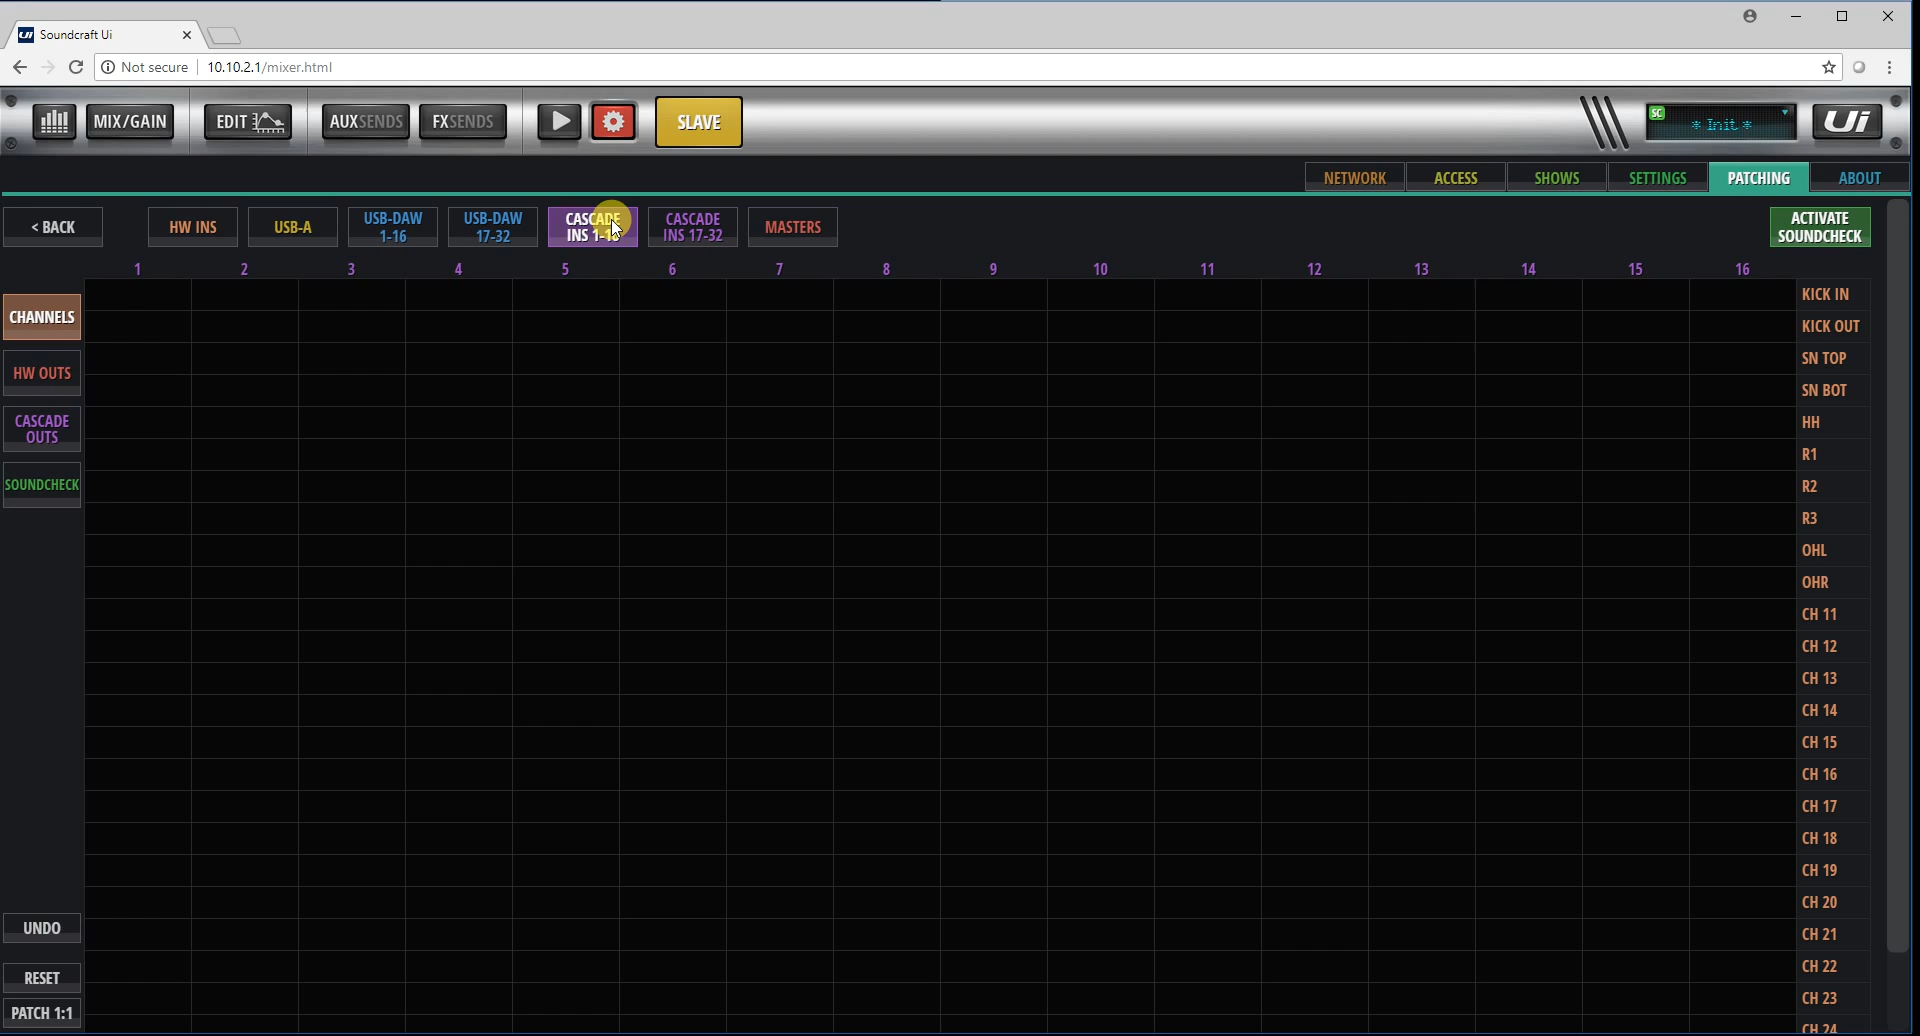 Soundcraft Ui
Not secure
10.10.2.1/mixer.html
MIX/GAIN
EDIT
AUXSENDS
FXSENDS
SLAVE
SC
* Init *
Ui
NETWORK
ACCESS
SHOWS
SETTINGS
PATCHING
ABOUT
< BACK
HW INS
USB-A
USB-DAW
1-16
USB-DAW
17-32
CASCADE
INS 1-16
CASCADE
INS 17-32
MASTERS
ACTIVATE
SOUNDCHECK
1 2 3 4 5 6 7 8 9 10 11 12 13 14 15 16
CHANNELS
HW OUTS
CASCADE
OUTS
SOUNDCHECK
UNDO
RESET
PATCH 1:1
KICK IN
KICK OUT
SN TOP
SN BOT
HH
R1
R2
R3
OHL
OHR
CH 11
CH 12
CH 13
CH 14
CH 15
CH 16
CH 17
CH 18
CH 19
CH 20
CH 21
CH 22
CH 23
CH 24